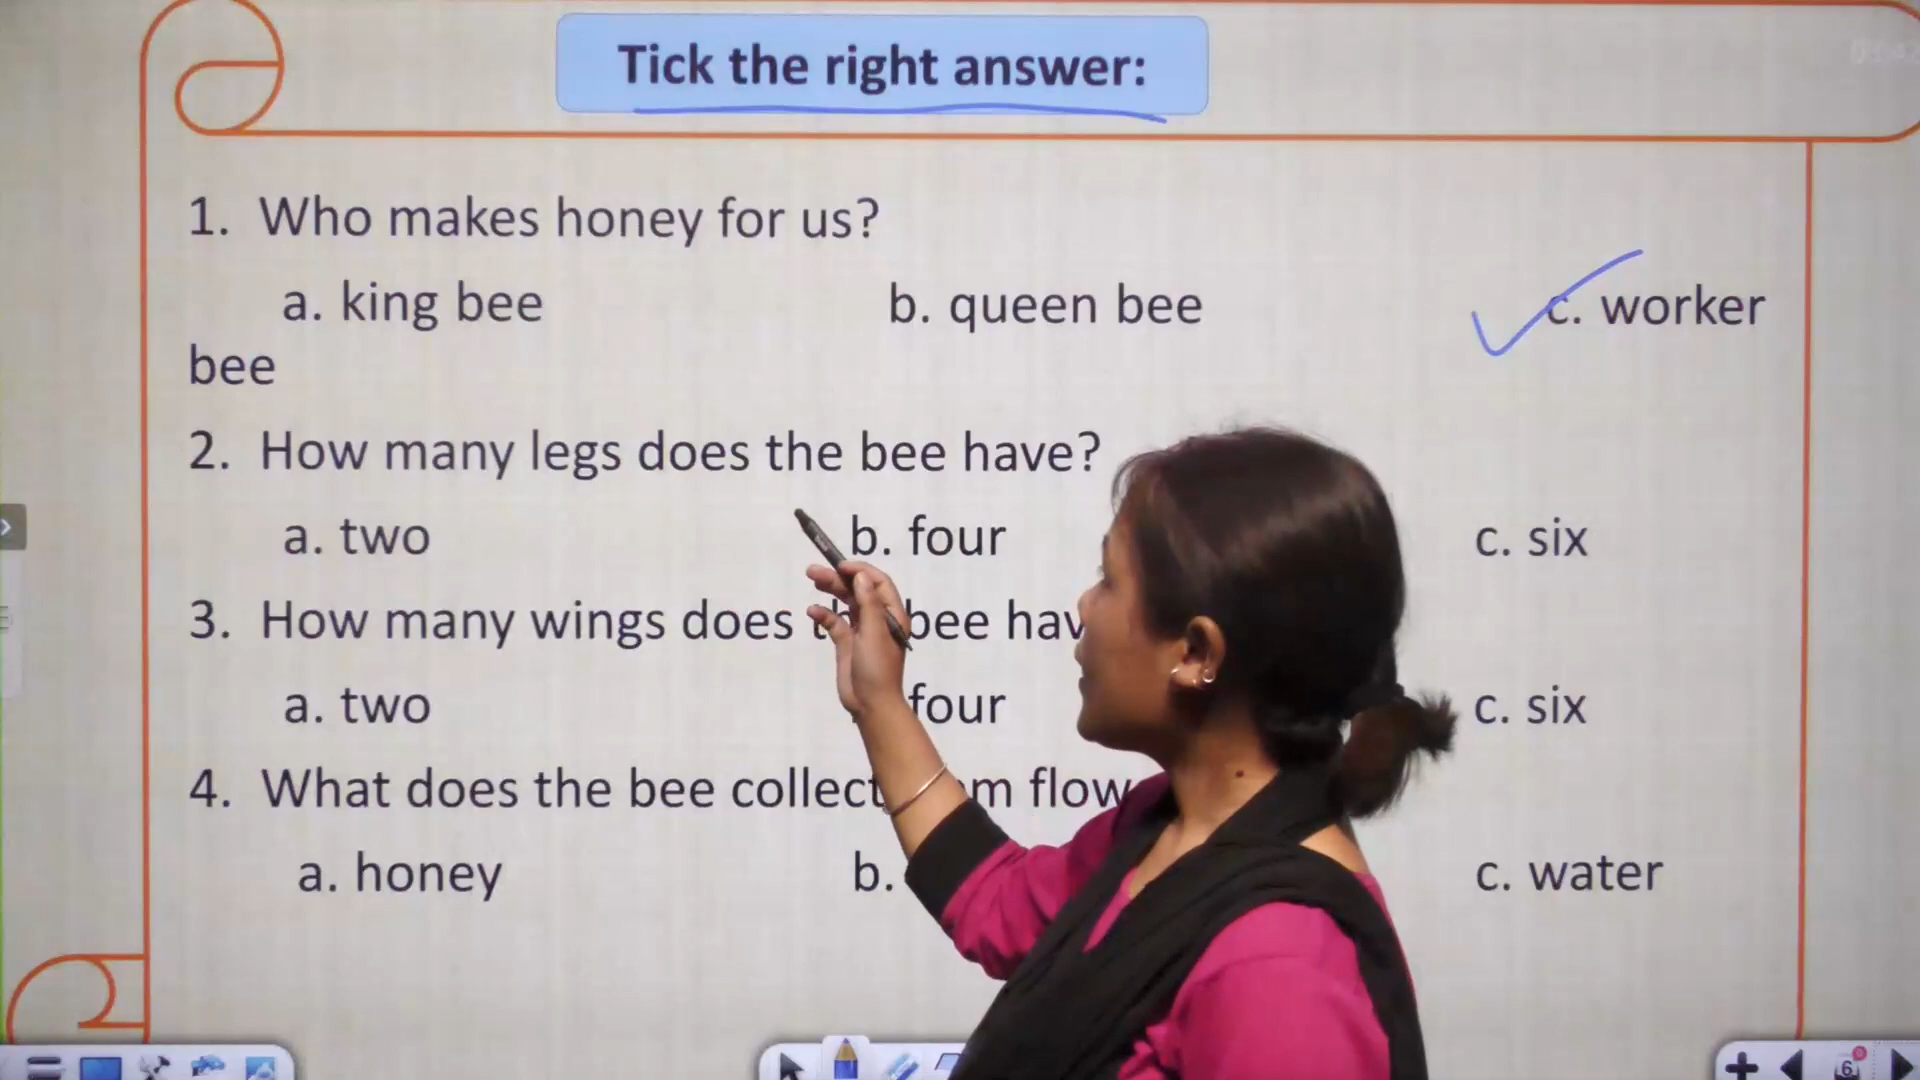 Tick the right answer:
1. Who makes honey for us?
a. king bee b. queen bee c. worker
bee
2. How many legs does the bee have?
a. two b. four c. six
3. How many wings does bee
a. two four c. six
4. What does the bee collect
a. honey b. c. water
6